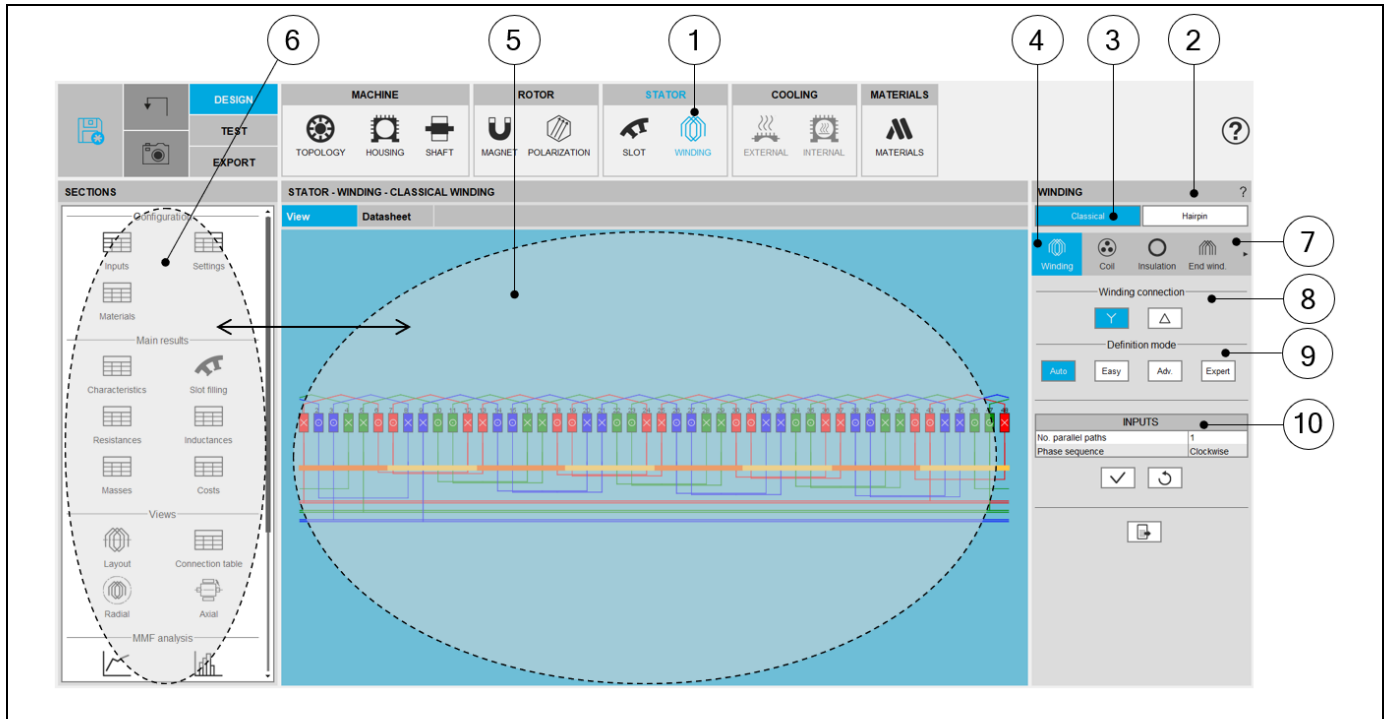 6 5 1 4 3 2
DESIGN
TEST
EXPORT
MACHINE ROTOR STATOR COOLING MATERIALS
TOPOLOGY HOUSING SHAFT MAGNET POLARIZATION SLOT WINDING EXTERNAL INTERNAL MATERIALS
?
SECTIONS
Configuration
Inputs Settings
Materials
Main results
Characteristics Slot filling
Resistances Inductances
Masses Costs
Views
Layout Connection table
Radial Axial
MMF analysis
STATOR - WINDING - CLASSICAL WINDING
View Datasheet
WINDING ?
Classical Hairpin
Winding Coil Insulation End wind.
7
Winding connection
8
Definition mode
9
Auto Easy Adv. Expert
INPUTS
10
No. parallel paths 1
Phase sequence Clockwise